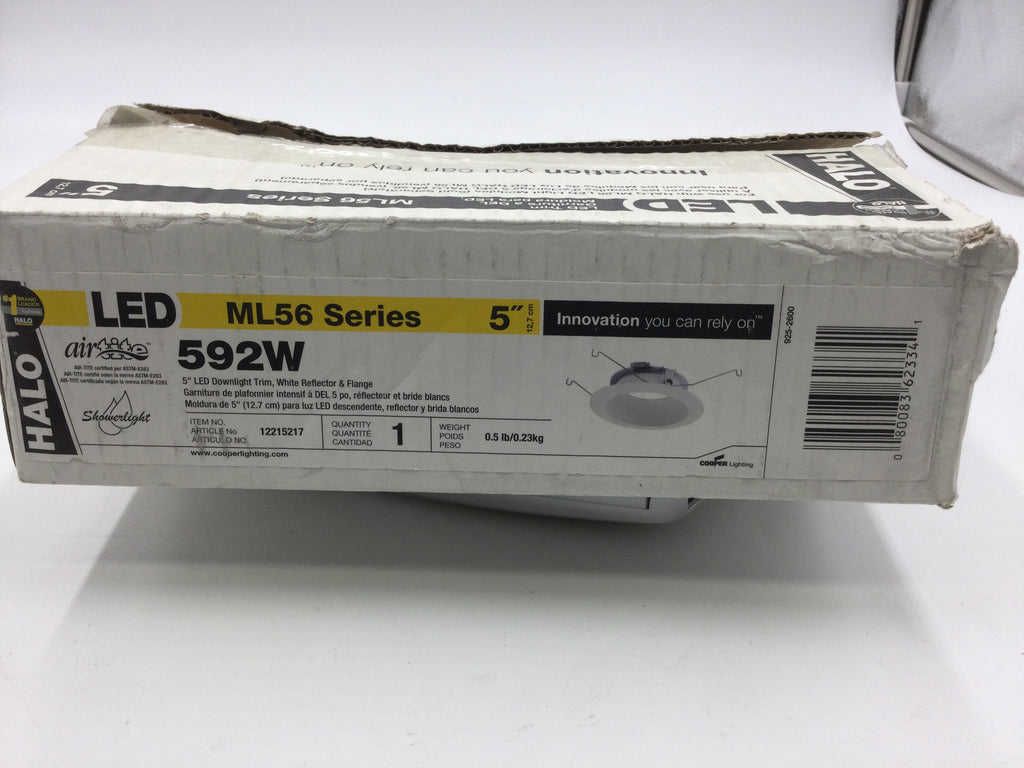 Innovation you can rely on™
HALO
LED
ML56 Series
5"
#1 BRAND LEADER
HALO
LED
ML56 Series
5"
12,7 cm
Innovation you can rely on™
HALO
air tite™
AIR-TITE certified per ASTM-E283
AIR-TITE certifié selon la norme ASTM-E283
AIR-TITE certificada según la norma ASTM-E283
Showerlight
592W
5" LED Downlight Trim, White Reflector & Flange
Garniture de plafonnier intensif à DEL 5 po, réflecteur et bride blancs
Moldura de 5" (12.7 cm) para luz LED descendente, reflector y brida blancos
ITEM NO.
ARTICLE No
ARTICULO NO.
12215217
QUANTITY
QUANTITÉ
CANTIDAD
1
WEIGHT
POIDS
PESO
0.5 lb/0.23kg
www.cooperlighting.com
COOPER Lighting
925-2600
0 80083 62334 1